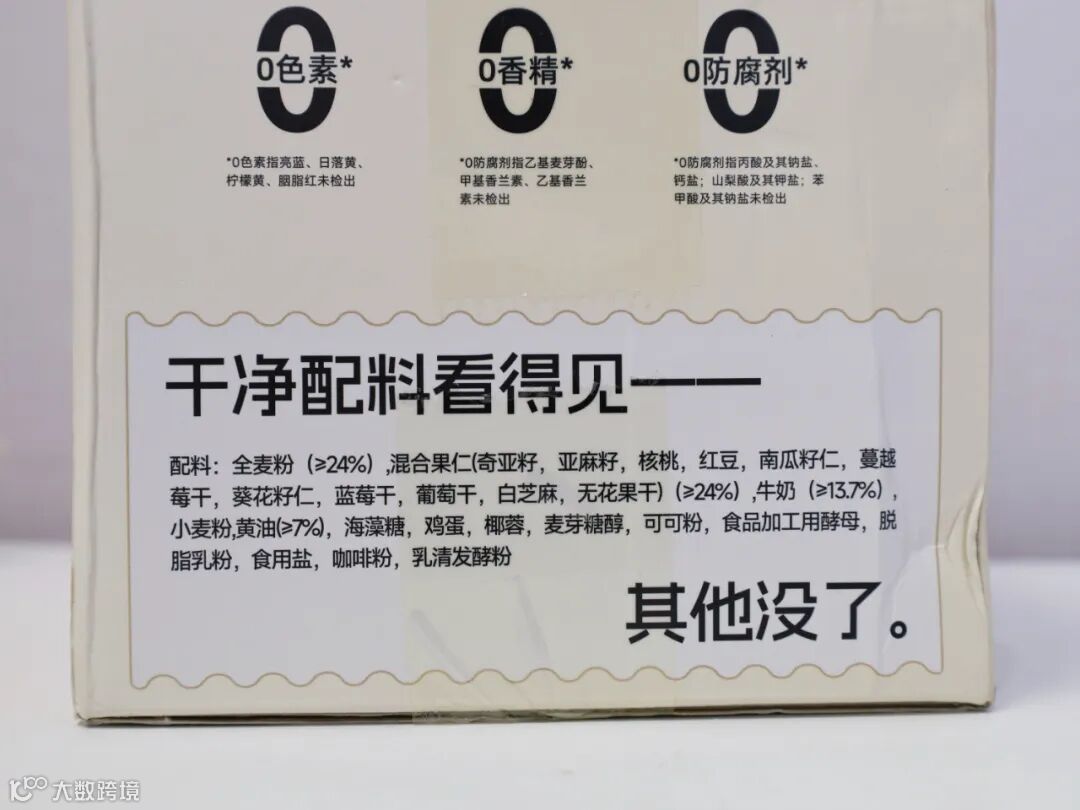 0色素*
0香精*
0防腐剂*
*0色素指亮蓝、日落黄、
柠檬黄、胭脂红未检出
*0防腐剂指乙基麦芽酚、
甲基香兰素、乙基香兰
素未检出
*0防腐剂指丙酸及其钠盐、
钙盐；山梨酸及其钾盐；苯
甲酸及其钠盐未检出
干净配料看得见——
配料：全麦粉（≥24%）,混合果仁(奇亚籽，亚麻籽，核桃，红豆，南瓜籽仁，蔓越
莓干，葵花籽仁，蓝莓干，葡萄干，白芝麻，无花果干)（≥24%）,牛奶（≥13.7%）,
小麦粉,黄油(≥7%)，海藻糖，鸡蛋，椰蓉，麦芽糖醇，可可粉，食品加工用酵母，脱
脂乳粉，食用盐，咖啡粉，乳清发酵粉
其他没了。
大数跨境